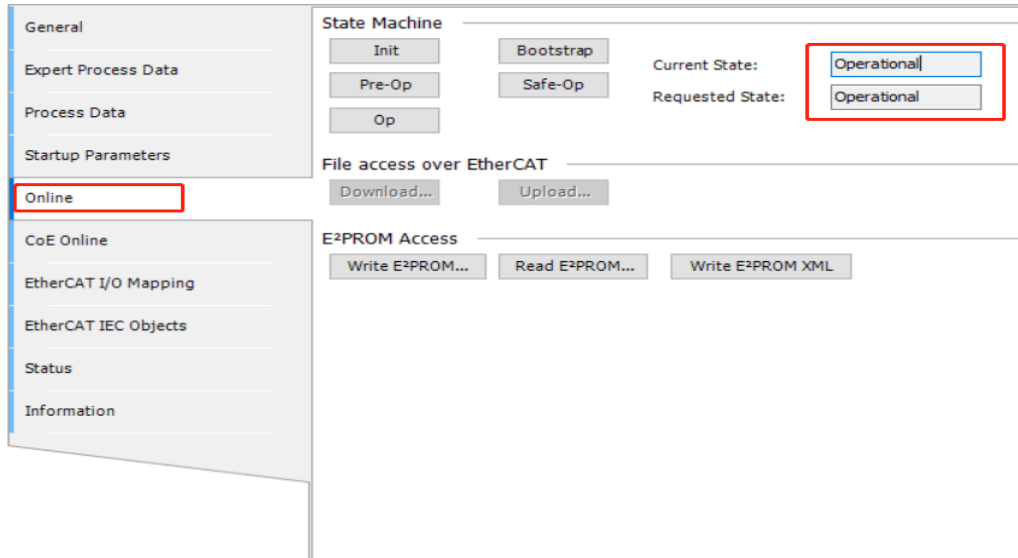 General
Expert Process Data
Process Data
Startup Parameters
Online
CoE Online
EtherCAT I/O Mapping
EtherCAT IEC Objects
Status
Information
State Machine
Init Bootstrap
Pre-Op Safe-Op
Op
Current State: Operational
Requested State: Operational
File access over EtherCAT
Download... Upload...
E²PROM Access
Write E²PROM... Read E²PROM... Write E²PROM XML